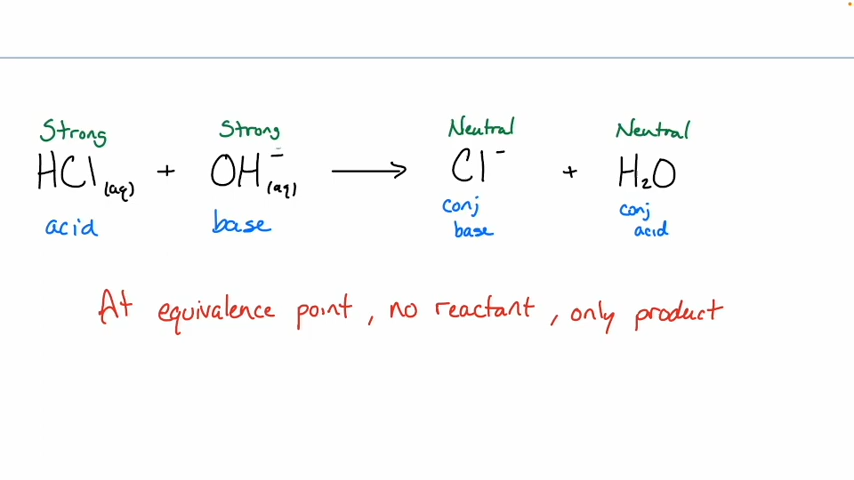 Strong Strong Neutral Neutral
HCl(aq) + OH⁻(aq) ⟶ Cl⁻ + H₂O
acid base conj base conj acid
At equivalence point, no reactant, only product